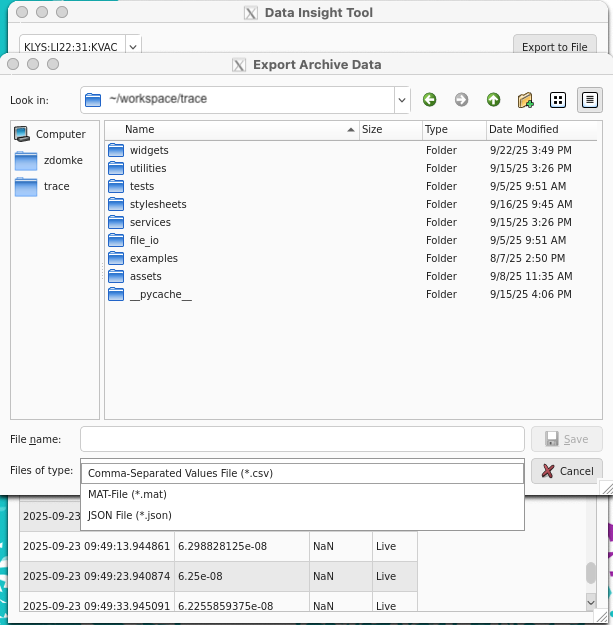 Data Insight Tool
KLYS:LI22:31:KVAC
Export to File
Export Archive Data
Look in:
~/workspace/trace
Computer
zdomke
trace
Name Size Type Date Modified
widgets Folder 9/22/25 3:49 PM
utilities Folder 9/15/25 3:26 PM
tests Folder 9/5/25 9:51 AM
stylesheets Folder 9/16/25 9:45 AM
services Folder 9/15/25 3:26 PM
file_io Folder 9/5/25 9:51 AM
examples Folder 8/7/25 2:50 PM
assets Folder 9/8/25 11:35 AM
__pycache__ Folder 9/15/25 4:06 PM
File name:
Save
Files of type:
Cancel
Comma-Separated Values File (*.csv)
MAT-File (*.mat)
JSON File (*.json)
2025-09-23
2025-09-23 09:49:13.944861 6.298828125e-08 NaN Live
2025-09-23 09:49:23.940874 6.25e-08 NaN Live
2025-09-23 09:49:33.945091 6.2255859375e-08 NaN Live